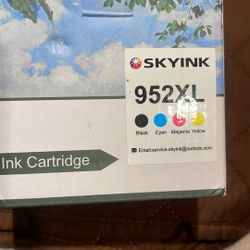 SKYINK
952XL
Black Cyan Magenta Yellow
Email:service.skyink@outlook.com
Ink Cartridge